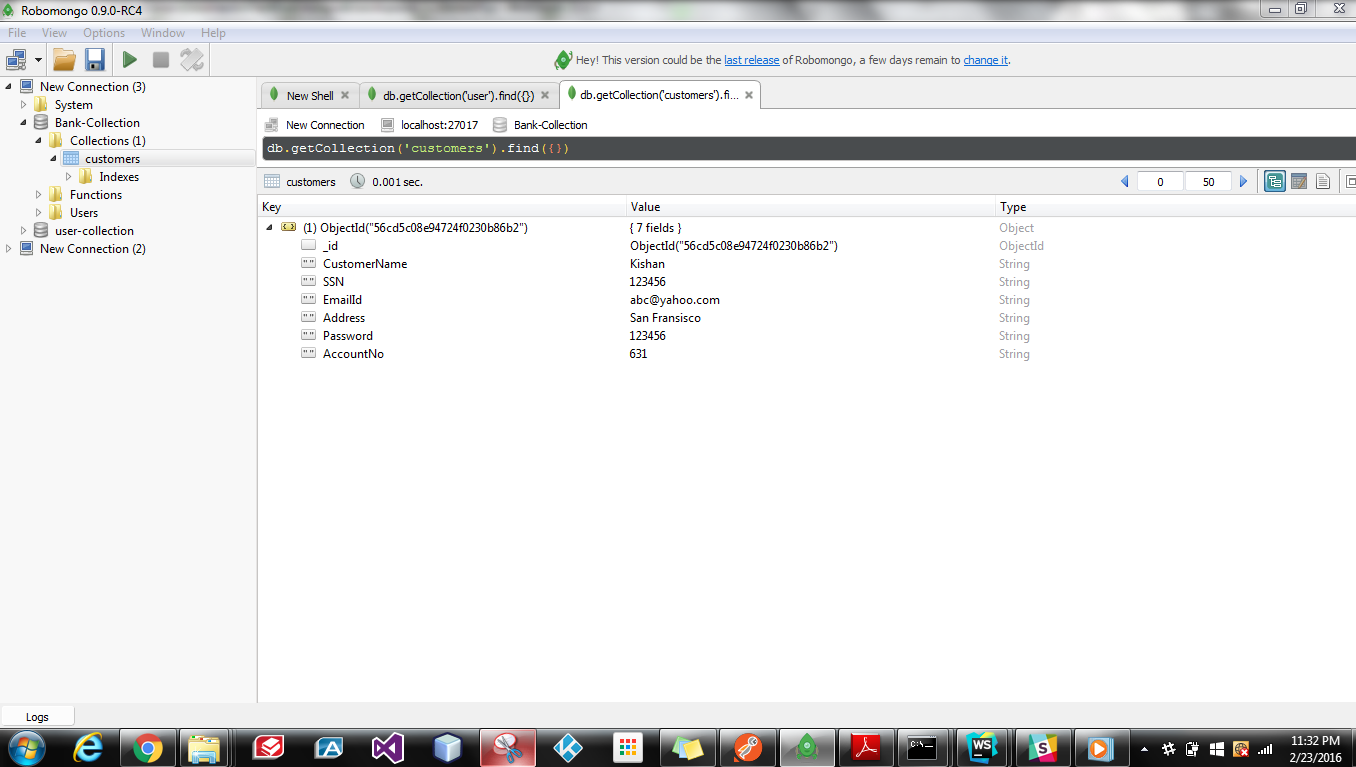 Robomongo 0.9.0-RC4
File View Options Window Help
Hey! This version could be the last release of Robomongo, a few days remain to change it.
New Connection (3)
System
Bank-Collection
Collections (1)
customers
Indexes
Functions
Users
user-collection
New Connection (2)
New Shell db.getCollection('user').find({}) db.getCollection('customers').fi...
New Connection localhost:27017 Bank-Collection
db.getCollection('customers').find({})
customers 0.001 sec. 0 50
Key Value Type
(1) ObjectId("56cd5c08e94724f0230b86b2") { 7 fields } Object
_id ObjectId("56cd5c08e94724f0230b86b2") ObjectId
CustomerName Kishan String
SSN 123456 String
EmailId abc@yahoo.com String
Address San Fransisco String
Password 123456 String
AccountNo 631 String
Logs
C:\_
WS
S
11:32 PM
2/23/2016